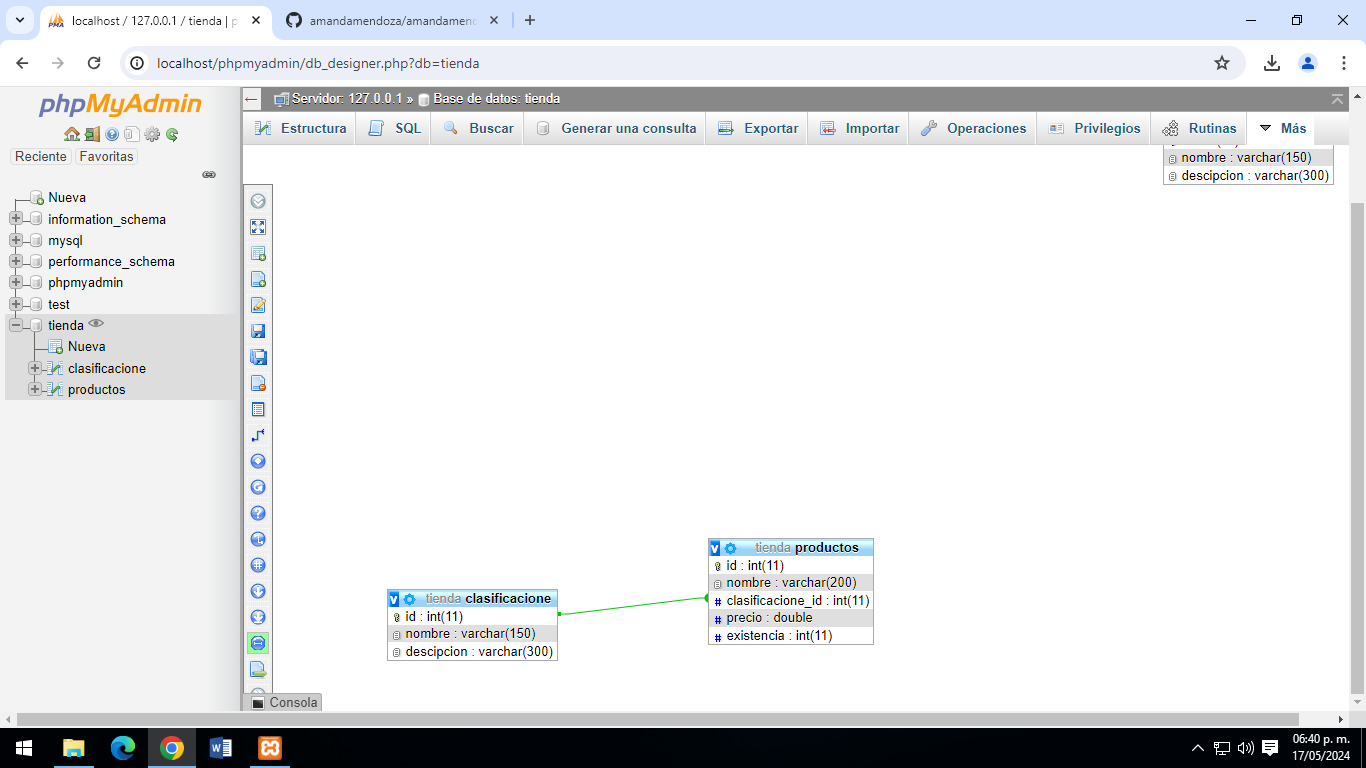 localhost / 127.0.0.1 / tienda | p
amandamendoza/amandamend
localhost/phpmyadmin/db_designer.php?db=tienda
phpMyAdmin
Reciente
Favoritas
Nueva
information_schema
mysql
performance_schema
phpmyadmin
test
tienda
Nueva
clasificacione
productos
Servidor: 127.0.0.1 » Base de datos: tienda
Estructura SQL Buscar Generar una consulta Exportar Importar Operaciones Privilegios Rutinas Más
nombre : varchar(150)
descipcion : varchar(300)
tienda productos
id : int(11)
nombre : varchar(200)
clasificacione_id : int(11)
precio : double
existencia : int(11)
tienda clasificacione
id : int(11)
nombre : varchar(150)
descipcion : varchar(300)
Consola
06:40 p. m.
17/05/2024